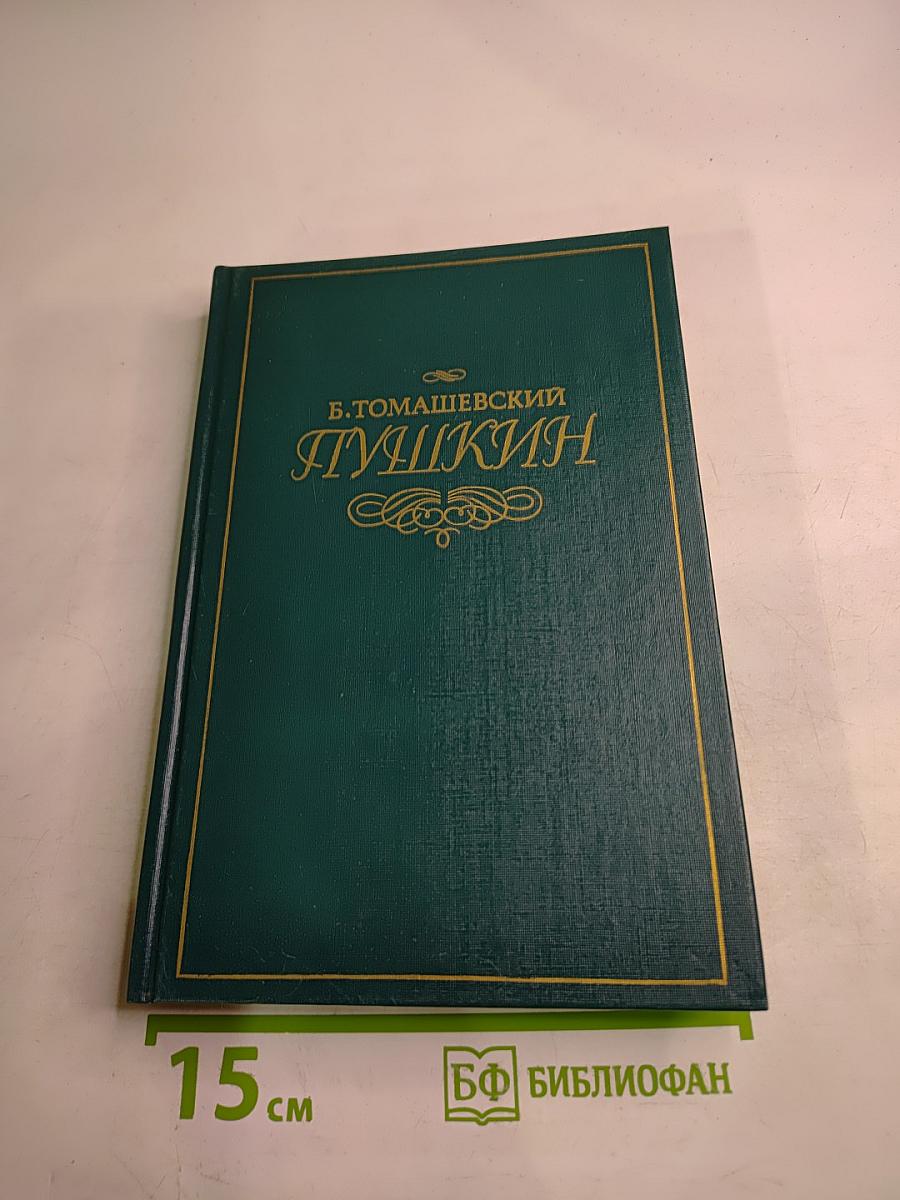 Б.ТОМАШЕВСКИЙ
ПУШКИН
15 см
БФ БИБЛИОФАН